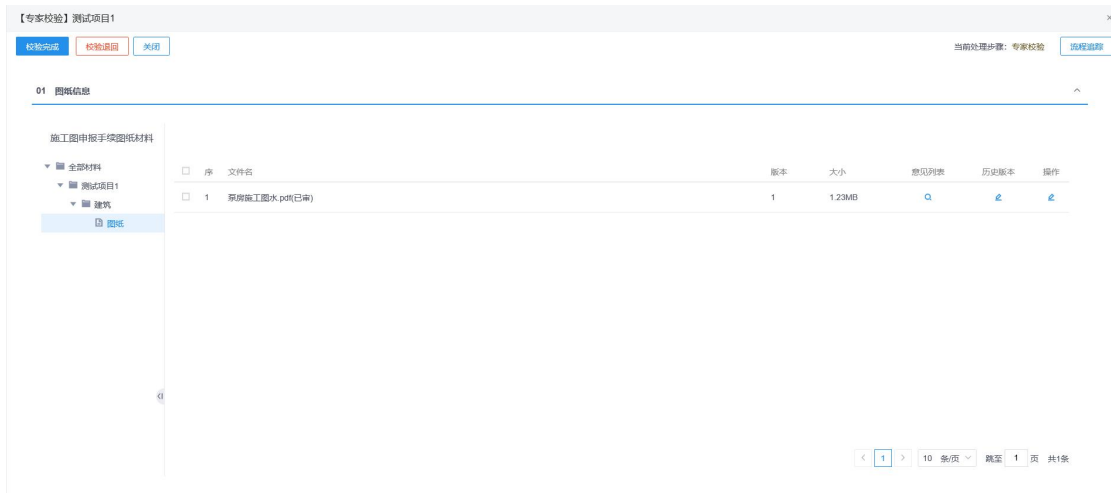 【专家校验】测试项目1
校验完成 校验退回 关闭 当前处理步骤：专家校验 流程追踪
01 图纸信息
施工图申报手续图纸材料
全部材料
测试项目1
建筑
图纸
序 文件名 版本 大小 意见列表 历史版本 操作
1 泵房施工图水.pdf(已审) 1 1.23MB
1 10 条/页 跳至 1 页 共1条